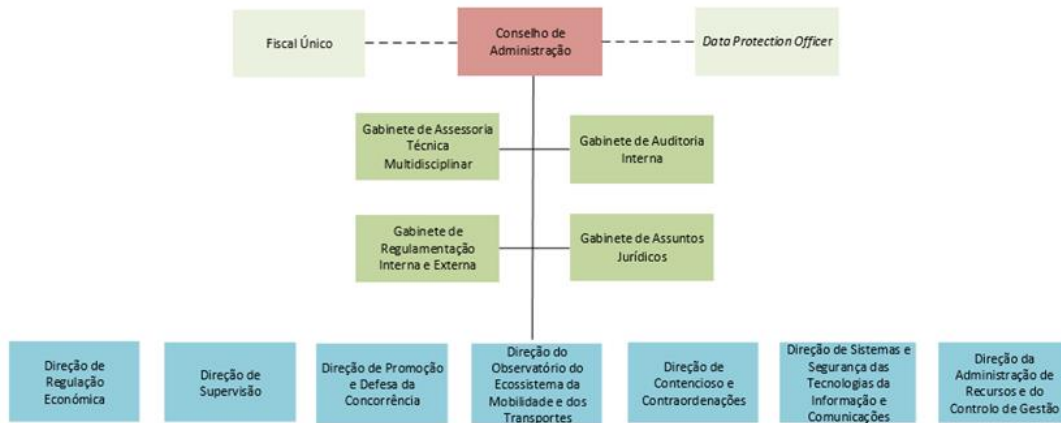 Fiscal Único
Conselho de
Administração
Data Protection Officer
Gabinete de Assessoria
Técnica
Multidisciplinar
Gabinete de Auditoria
Interna
Gabinete de
Regulamentação
Interna e Externa
Gabinete de Assuntos
Jurídicos
Direção de
Regulação
Económica
Direção de
Supervisão
Direção de Promoção
e Defesa da
Concorrência
Direção do
Observatório do
Ecossistema da
Mobilidade e dos
Transportes
Direção de
Contencioso e
Contraordenações
Direção de Sistemas e
Segurança das
Tecnologias da
Informação e
Comunicações
Direção da
Administração de
Recursos e do
Controlo de Gestão